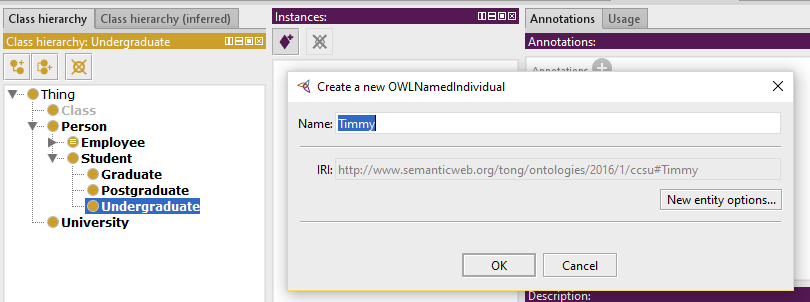 Class hierarchy
Class hierarchy (inferred)
Class hierarchy: Undergraduate
Thing
Class
Person
Employee
Student
Graduate
Postgraduate
Undergraduate
University
Instances:
Annotations
Usage
Annotations:
Annotations
Create a new OWLNamedIndividual
Name: Timmy
IRI: http://www.semanticweb.org/tong/ontologies/2016/1/ccsu#Timmy
New entity options...
OK
Cancel
Description: